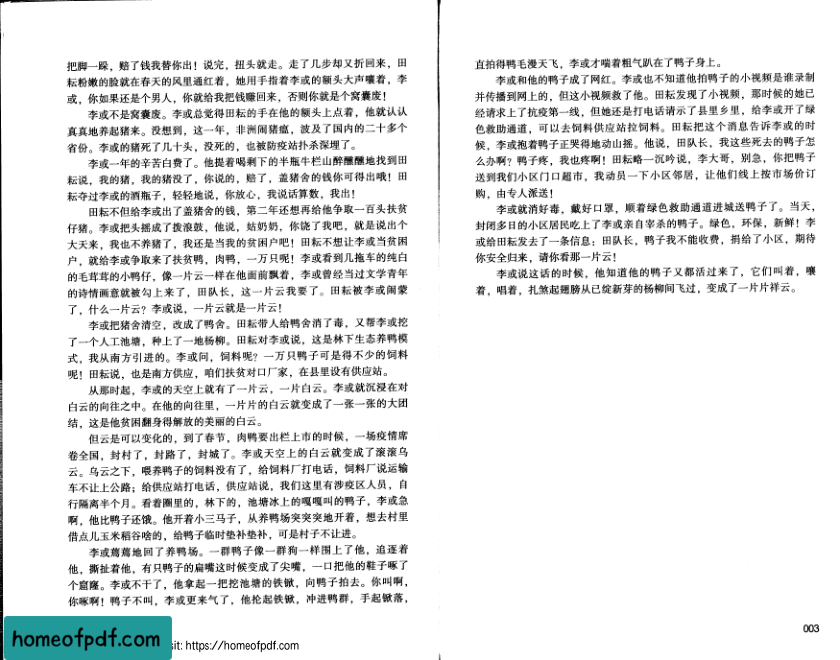 把脚一跺，赔了钱我替你出！说完，扭头就走。走了几步却又折回来，田
耘粉嫩的脸就在春天的风里通红着，她用手指着李或的额头大声嚷着，李
或，你如果还是个男人，你就给我把钱赚回来，否则你就是个窝囊废！
李或不是窝囊废。李或总觉得田耘的手在他的额头上点着，他就认认
真真地养起猪来。没想到，这一年，非洲闹猪瘟，波及了国内的二十多个
省份。李或的猪死了几十头，没死的，也被防疫站扑杀深埋了。
李或一年的辛苦白费了。他提着喝剩下的半瓶牛栏山醉醺醺地找到田
耘说，我的猪，我的猪没了，你说的，赔了，盖猪舍的钱你可得出哦！田
耘夺过李或的酒瓶子，轻轻地说，你放心，我说话算数，我出！
田耘不但给李或出了盖猪舍的钱，第二年还想再给他争取一百头扶贫
仔猪。李或把头摇成了拨浪鼓，他说，姑奶奶，你饶了我吧，就是说出个
大天来，我也不养猪了，我还是当我的贫困户吧！田耘不想让李或当贫困
户，就给李或争取来了扶贫鸭，肉鸭，一万只呢！李或看到几拖车的纯白
的毛茸茸的小鸭仔，像一片云一样在他面前飘着，李或曾经当过文学青年
的诗情画意就被勾上来了，田队长，这一片云我要了。田耘被李或闹蒙
了，什么一片云？李或说，一片云就是一片云！
李或把猪舍清空，改成了鸭舍。田耘带人给鸭舍消了毒，又帮李或挖
了一个人工池塘，种上了一地杨柳。田耘对李或说，这是林下生态养鸭模
式，我从南方引进的。李或问，饲料呢？一万只鸭子可是得不少的饲料
呢！田耘说，也是南方供应，咱们扶贫对口厂家，在县里设有供应站。
从那时起，李或的天空上就有了一片云，一片白云。李或就沉浸在对
白云的向往之中。在他的向往里，一片片的白云就变成了一张一张的大团
结，这是他贫困翻身得解放的美丽的白云。
但云是可以变化的，到了春节，肉鸭要出栏上市的时候，一场疫情席
卷全国，封村了，封路了，封城了。李或天空上的白云就变成了滚滚乌
云。乌云之下，喂养鸭子的饲料没有了，给饲料厂打电话，饲料厂说运输
车不让上公路；给供应站打电话，供应站说，我们这里有涉疫区人员，自
行隔离半个月。看着圈里的，林下的，池塘冰上的嘎嘎叫的鸭子，李或急
啊，他比鸭子还饿。他开着小三马子，从养鸭场突突突地开着，想去村里
借点儿玉米稻谷啥的，给鸭子临时垫补垫补，可是村子不让进。
李或蔫蔫地回了养鸭场。一群鸭子像一群狗一样围上了他，追逐着
他，撕扯着他，有只鸭子的扁嘴这时候变成了尖嘴，一口把他的鞋子啄了
个窟窿。李或不干了，他拿起一把挖池塘的铁锨，向鸭子拍去。你叫啊，
你啄啊！鸭子不叫，李或更来气了，他抡起铁锨，冲进鸭群，手起锨落，
直拍得鸭毛漫天飞，李或才喘着粗气趴在了鸭子身上。
李或和他的鸭子成了网红。李或也不知道他拍鸭子的小视频是谁录制
并传播到网上的，但这小视频救了他。田耘发现了小视频，那时候的她已
经请求上了抗疫第一线，但她还是打电话请示了县里乡里，给李或开了绿
色救助通道，可以去饲料供应站拉饲料。田耘把这个消息告诉李或的时
候，李或抱着鸭子正哭得地动山摇。他说，田队长，我这些死去的鸭子怎
么办啊？鸭子疼，我也疼啊！田耘略一沉吟说，李大哥，别急，你把鸭子
送到我们小区门口超市，我动员一下小区邻居，让他们线上按市场价订
购，由专人派送！
李或就消好毒，戴好口罩，顺着绿色救助通道进城送鸭子了。当天，
封闭多日的小区居民吃上了李或亲自宰杀的鸭子。绿色，环保，新鲜！李
或给田耘发去了一条信息：田队长，鸭子我不能收费，捐给了小区，期待
你安全归来，请你看那一片云！
李或说这话的时候，他知道他的鸭子又都活过来了，它们叫着，嚷
着，唱着，扎煞起翅膀从已绽新芽的杨柳间飞过，变成了一片片祥云。
003
homeofpdf.com
sit: https://homeofpdf.com